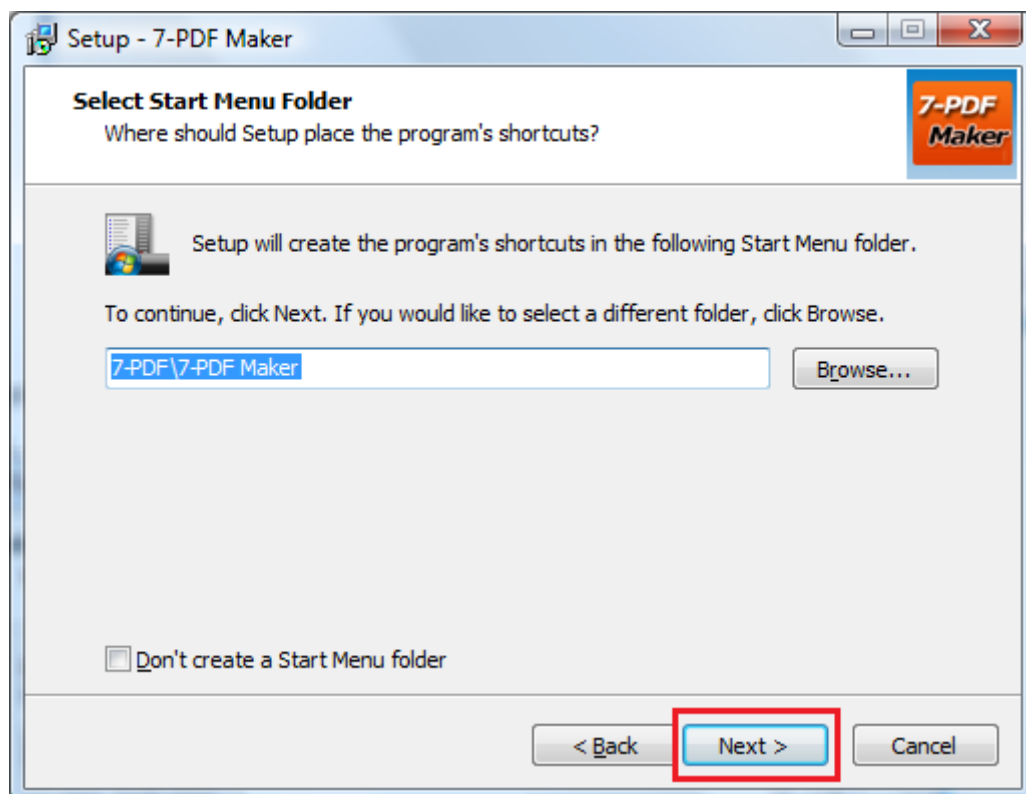 Setup - 7-PDF Maker
Select Start Menu Folder
Where should Setup place the program's shortcuts?
7-PDF
Maker
Setup will create the program's shortcuts in the following Start Menu folder.
To continue, click Next. If you would like to select a different folder, click Browse.
7-PDF\7-PDF Maker
Browse...
Don't create a Start Menu folder
< Back
Next >
Cancel